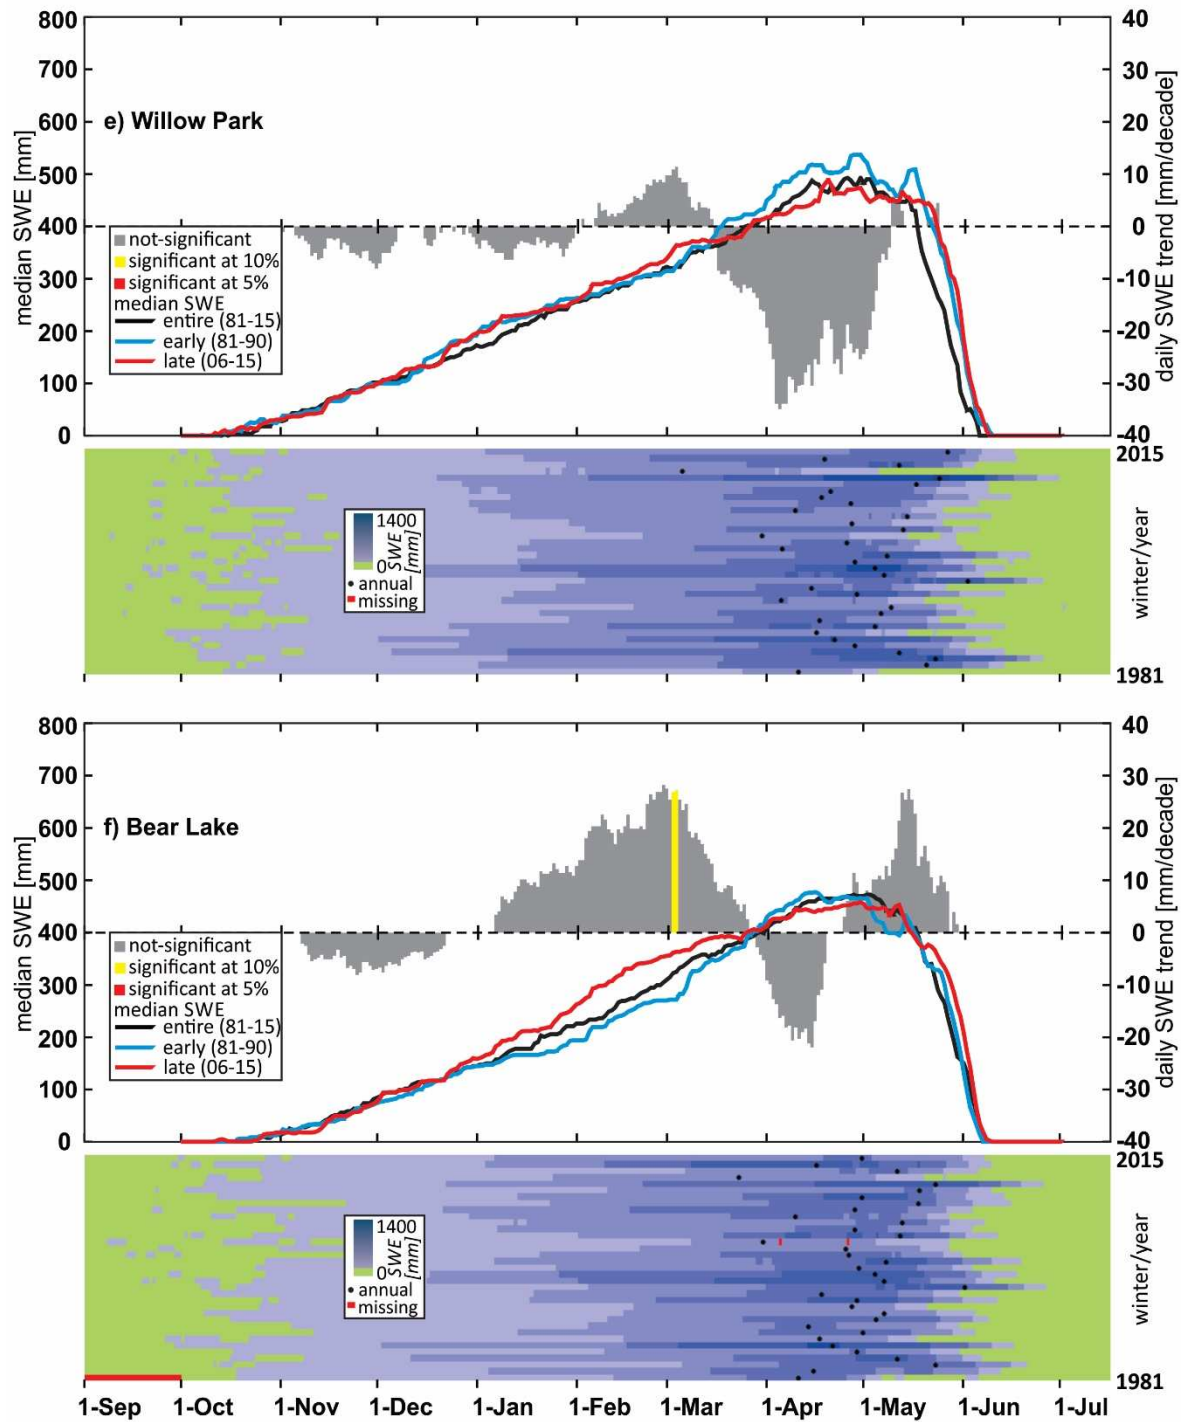 800
700
600
500
400
300
200
100
0
median SWE [mm]
e) Willow Park
not-significant
significant at 10%
significant at 5%
median SWE
entire (81-15)
early (81-90)
late (06-15)
40
30
20
10
0
-10
-20
-30
-40
daily SWE trend [mm/decade]
1400
0
SWE [mm]
annual
missing
2015
winter/year
1981
800
700
600
500
400
300
200
100
0
median SWE [mm]
f) Bear Lake
not-significant
significant at 10%
significant at 5%
median SWE
entire (81-15)
early (81-90)
late (06-15)
40
30
20
10
0
-10
-20
-30
-40
daily SWE trend [mm/decade]
1400
0
SWE [mm]
annual
missing
2015
winter/year
1981
1-Sep 1-Oct 1-Nov 1-Dec 1-Jan 1-Feb 1-Mar 1-Apr 1-May 1-Jun 1-Jul